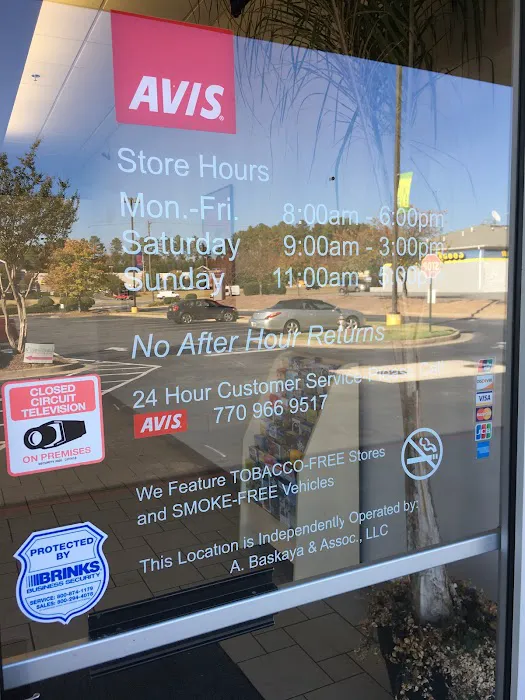 AVIS
Store Hours
Mon.-Fri. 8:00am - 6:00pm
Saturday 9:00am - 3:00pm
Sunday 11:00am
No After Hour Returns
24 Hour Customer Service
AVIS 770 966 9517
CLOSED
CIRCUIT
TELEVISION
ON PREMISES
We Feature TOBACCO-FREE Stores
and SMOKE-FREE Vehicles
PROTECTED
BY
BRINKS
BUSINESS SECURITY
This Location is Independently Operated by:
A. Baskaya & Assoc., LLC
VISA